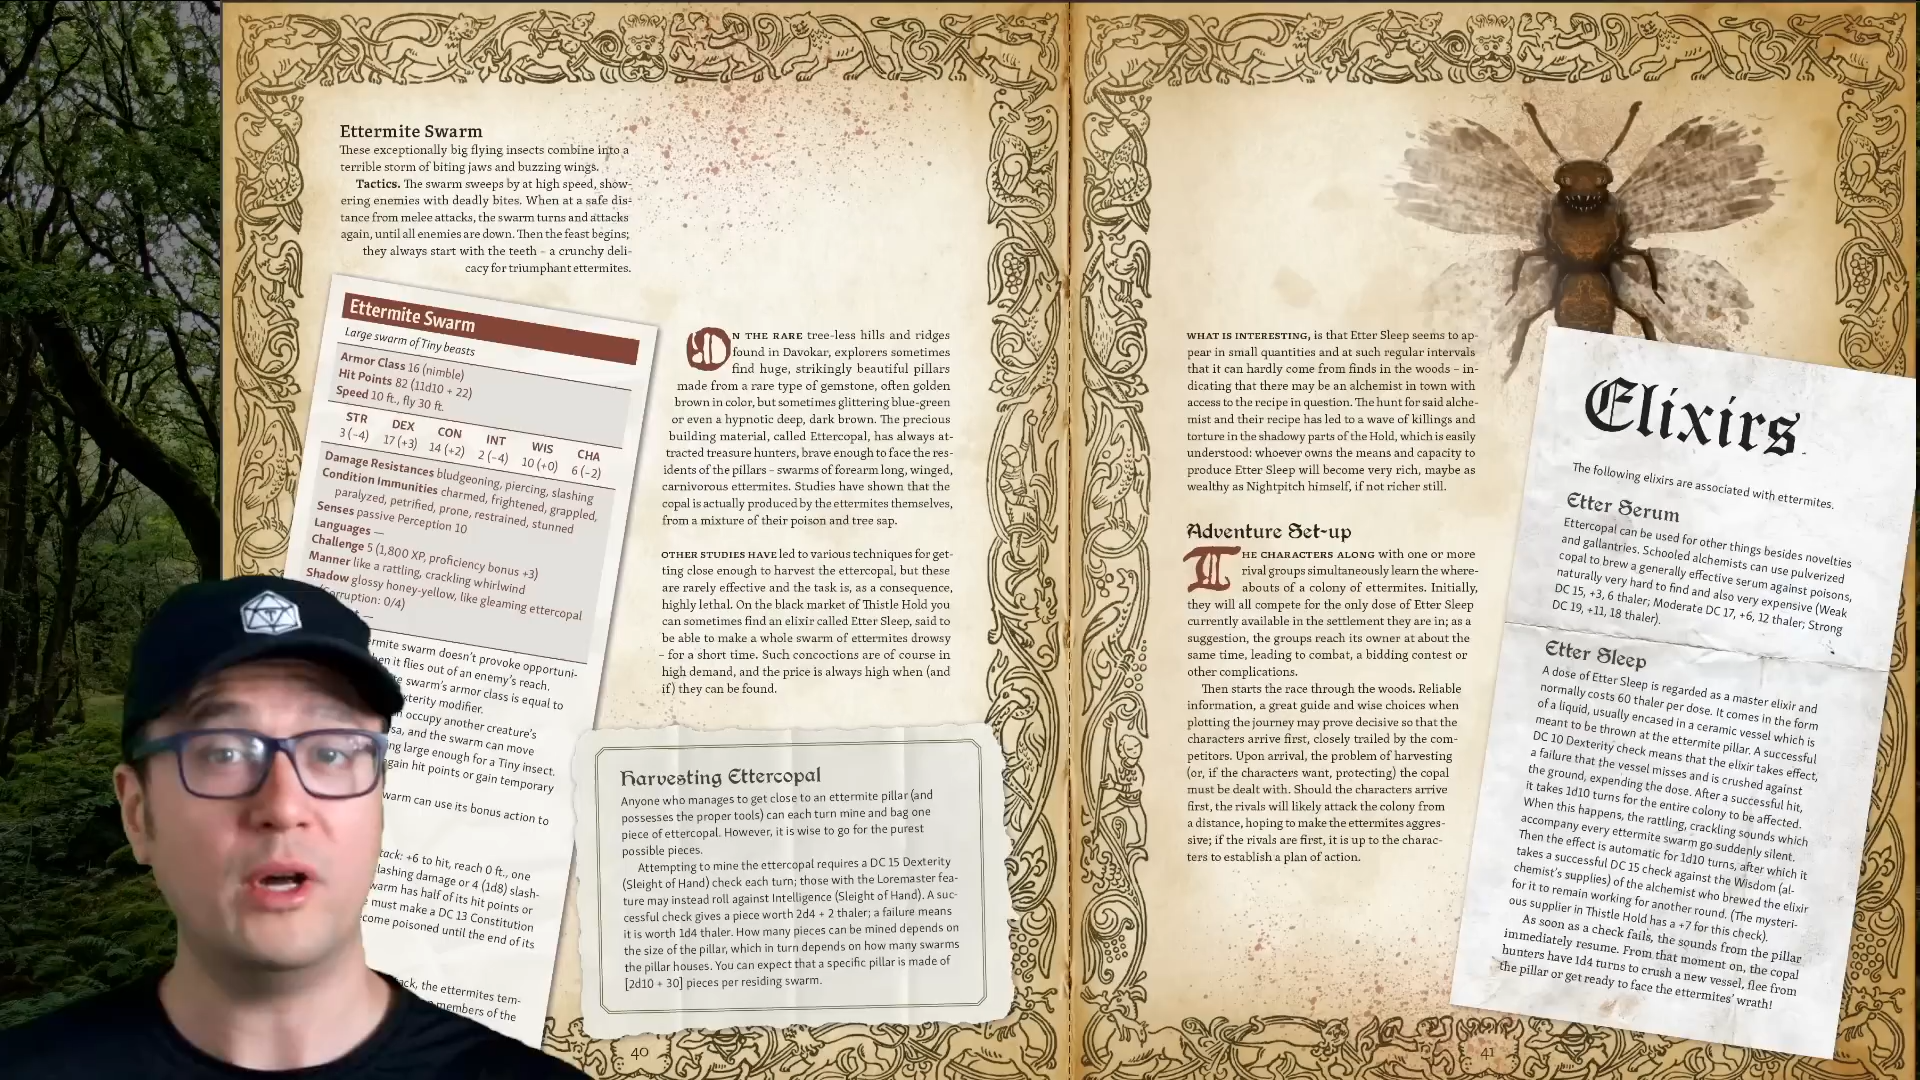 Ettermite Swarm
These exceptionally big flying insects combine into a
terrible storm of biting jaws and buzzing wings.
Tactics. The swarm sweeps by at high speed, show-
ering enemies with deadly bites. When at a safe dis-
tance from melee attacks, the swarm turns and attacks
again, until all enemies are down. Then the feast begins;
they always start with the teeth – a crunchy deli-
cacy for triumphant ettermites.
Ettermite Swarm
Large swarm of Tiny beasts
Armor Class 16 (nimble)
Hit Points 82 (11d10 + 22)
Speed 10 ft., fly 30 ft.
STR DEX CON INT WIS CHA
3 (–4) 17 (+3) 14 (+2) 2 (–4) 10 (+0) 6 (–2)
Damage Resistances bludgeoning, piercing, slashing
Condition Immunities charmed, frightened, grappled,
paralyzed, petrified, prone, restrained, stunned
Senses passive Perception 10
Languages —
Challenge 5 (1,800 XP, proficiency bonus +3)
Manner like a rattling, crackling whirlwind
Shadow glossy honey-yellow, like gleaming ettercopal
(corruption: 0/4)
—
swarm doesn't provoke opportuni-
it flies out of an enemy's reach.
swarm's armor class is equal to
modifier.
occupy another creature's
and the swarm can move
large enough for a Tiny insect.
hit points or gain temporary
can use its bonus action to
+6 to hit, reach 0 ft., one
damage or 4 (1d8) slash-
has half of its hit points or
must make a DC 13 Constitution
poisoned until the end of its
the ettermites tem-
members of the
ON THE RARE tree-less hills and ridges
found in Davokar, explorers sometimes
find huge, strikingly beautiful pillars
made from a rare type of gemstone, often golden
brown in color, but sometimes glittering blue-green
or even a hypnotic deep, dark brown. The precious
building material, called Ettercopal, has always at-
tracted treasure hunters, brave enough to face the res-
idents of the pillars – swarms of forearm long, winged,
carnivorous ettermites. Studies have shown that the
copal is actually produced by the ettermites themselves,
from a mixture of their poison and tree sap.
OTHER STUDIES HAVE led to various techniques for get-
ting close enough to harvest the ettercopal, but these
are rarely effective and the task is, as a consequence,
highly lethal. On the black market of Thistle Hold you
can sometimes find an elixir called Etter Sleep, said to
be able to make a whole swarm of ettermites drowsy
– for a short time. Such concoctions are of course in
high demand, and the price is always high when (and
if) they can be found.
Harvesting Ettercopal
Anyone who manages to get close to an ettermite pillar (and
possesses the proper tools) can each turn mine and bag one
piece of ettercopal. However, it is wise to go for the purest
possible pieces.
Attempting to mine the ettercopal requires a DC 15 Dexterity
(Sleight of Hand) check each turn; those with the Loremaster fea-
ture may instead roll against Intelligence (Sleight of Hand). A suc-
cessful check gives a piece worth 2d4 + 2 thaler; a failure means
it is worth 1d4 thaler. How many pieces can be mined depends on
the size of the pillar, which in turn depends on how many swarms
the pillar houses. You can expect that a specific pillar is made of
[2d10 + 30] pieces per residing swarm.
40
WHAT IS INTERESTING, is that Etter Sleep seems to ap-
pear in small quantities and at such regular intervals
that it can hardly come from finds in the woods – in-
dicating that there may be an alchemist in town with
access to the recipe in question. The hunt for said alche-
mist and their recipe has led to a wave of killings and
torture in the shadowy parts of the Hold, which is easily
understood: whoever owns the means and capacity to
produce Etter Sleep will become very rich, maybe as
wealthy as Nightpitch himself, if not richer still.
Adventure Set-up
THE CHARACTERS ALONG with one or more
rival groups simultaneously learn the where-
abouts of a colony of ettermites. Initially,
they will all compete for the only dose of Etter Sleep
currently available in the settlement they are in; as a
suggestion, the groups reach its owner at about the
same time, leading to combat, a bidding contest or
other complications.
Then starts the race through the woods. Reliable
information, a great guide and wise choices when
plotting the journey may prove decisive so that the
characters arrive first, closely trailed by the com-
petitors. Upon arrival, the problem of harvesting
(or, if the characters want, protecting) the copal
must be dealt with. Should the characters arrive
first, the rivals will likely attack the colony from
a distance, hoping to make the ettermites aggres-
sive; if the rivals are first, it is up to the charac-
ters to establish a plan of action.
Elixirs
The following elixirs are associated with ettermites.
Etter Serum
Ettercopal can be used for other things besides novelties
and gallantries. Schooled alchemists can use pulverized
copal to brew a generally effective serum against poisons,
naturally very hard to find and also very expensive (Weak
DC 15, +3, 6 thaler; Moderate DC 17, +6, 12 thaler; Strong
DC 19, +11, 18 thaler).
Etter Sleep
A dose of Etter Sleep is regarded as a master elixir and
normally costs 60 thaler per dose. It comes in the form
of a liquid, usually encased in a ceramic vessel which is
meant to be thrown at the ettermite pillar. A successful
DC 10 Dexterity check means that the elixir takes effect,
a failure that the vessel misses and is crushed against
the ground, expending the dose. After a successful hit,
it takes 1d10 turns for the entire colony to be affected.
When this happens, the rattling, crackling sounds which
accompany every ettermite swarm go suddenly silent.
Then the effect is automatic for 1d10 turns, after which it
takes a successful DC 15 check against the Wisdom (al-
chemist's supplies) of the alchemist who brewed the elixir
for it to remain working for another round. (The mysteri-
ous supplier in Thistle Hold has a +7 for this check).
As soon as a check fails, the sounds from the pillar
immediately resume. From that moment on, the copal
hunters have 1d4 turns to crush a new vessel, flee from
the pillar or get ready to face the ettermites' wrath!
41